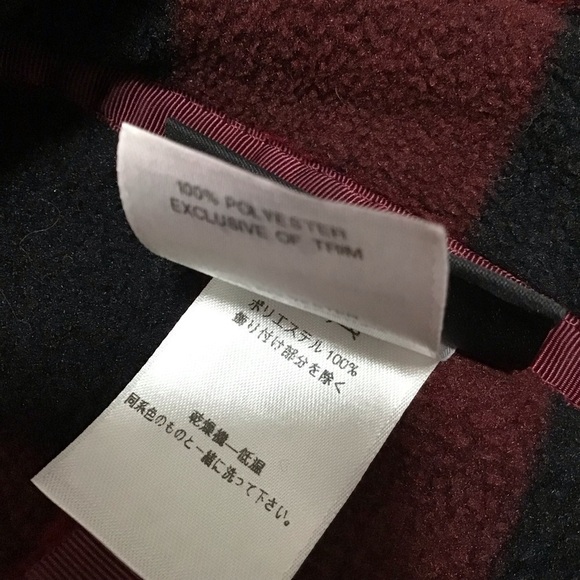 100% POLYESTER
EXCLUSIVE OF TRIM
ポリエステル 100%
飾り付け部分を除く
乾燥機—低温
同系色のものと一緒に洗って下さい。